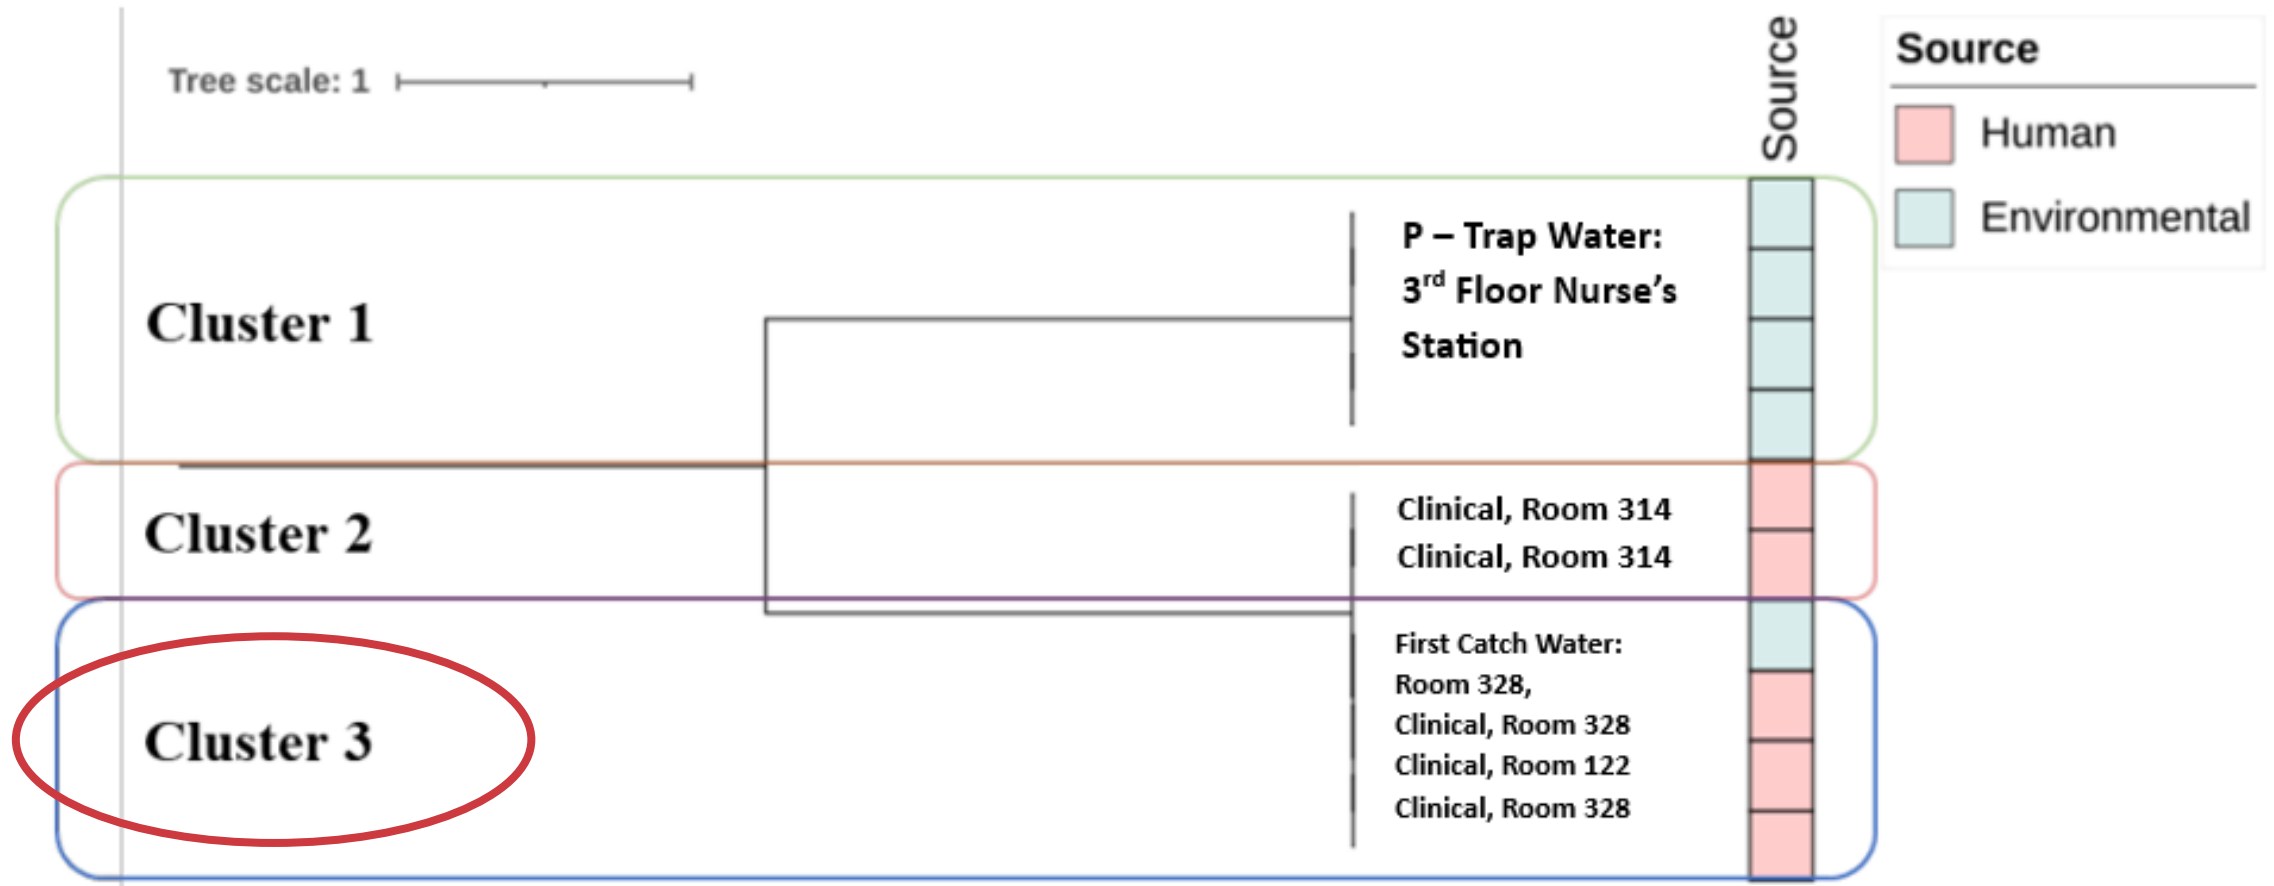 Tree scale: 1
Source
Source
Human
Environmental
Cluster 1
P – Trap Water:
3rd Floor Nurse’s
Station
Cluster 2
Clinical, Room 314
Clinical, Room 314
Cluster 3
First Catch Water:
Room 328,
Clinical, Room 328
Clinical, Room 122
Clinical, Room 328